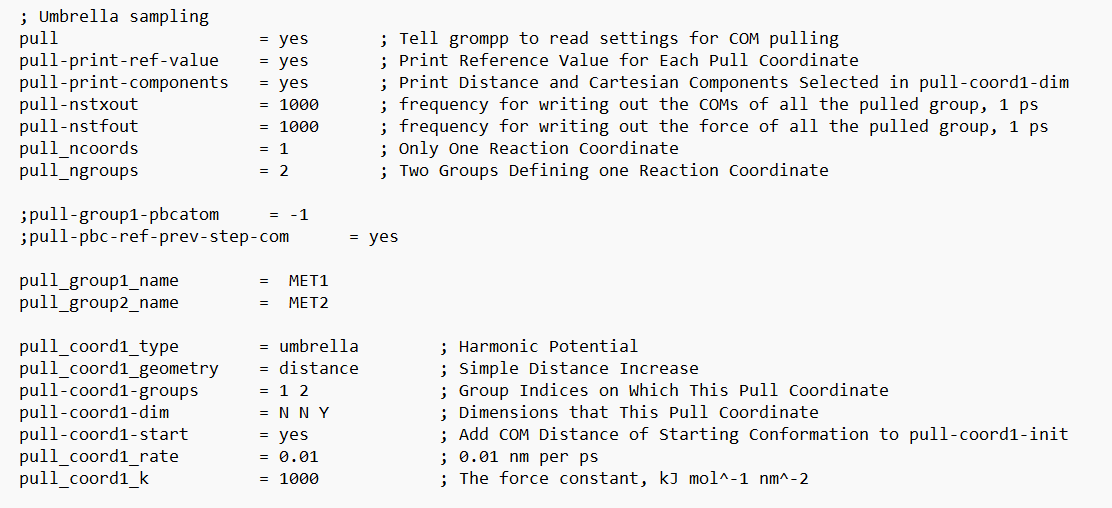 ; Umbrella sampling
pull                    = yes       ; Tell grompp to read settings for COM pulling
pull-print-ref-value    = yes       ; Print Reference Value for Each Pull Coordinate
pull-print-components   = yes       ; Print Distance and Cartesian Components Selected in pull-coord1-dim
pull-nstxout            = 1000      ; frequency for writing out the COMs of all the pulled group, 1 ps
pull-nstfout            = 1000      ; frequency for writing out the force of all the pulled group, 1 ps
pull_ncoords            = 1         ; Only One Reaction Coordinate
pull_ngroups            = 2         ; Two Groups Defining one Reaction Coordinate

;pull-group1-pbcatom     = -1
;pull-pbc-ref-prev-step-com      = yes

pull_group1_name        =  MET1
pull_group2_name        =  MET2

pull_coord1_type        = umbrella        ; Harmonic Potential
pull_coord1_geometry    = distance        ; Simple Distance Increase
pull-coord1-groups      = 1 2             ; Group Indices on Which This Pull Coordinate
pull-coord1-dim         = N N Y           ; Dimensions that This Pull Coordinate
pull-coord1-start       = yes             ; Add COM Distance of Starting Conformation to pull-coord1-init
pull_coord1_rate        = 0.01            ; 0.01 nm per ps
pull_coord1_k           = 1000            ; The force constant, kJ mol^-1 nm^-2